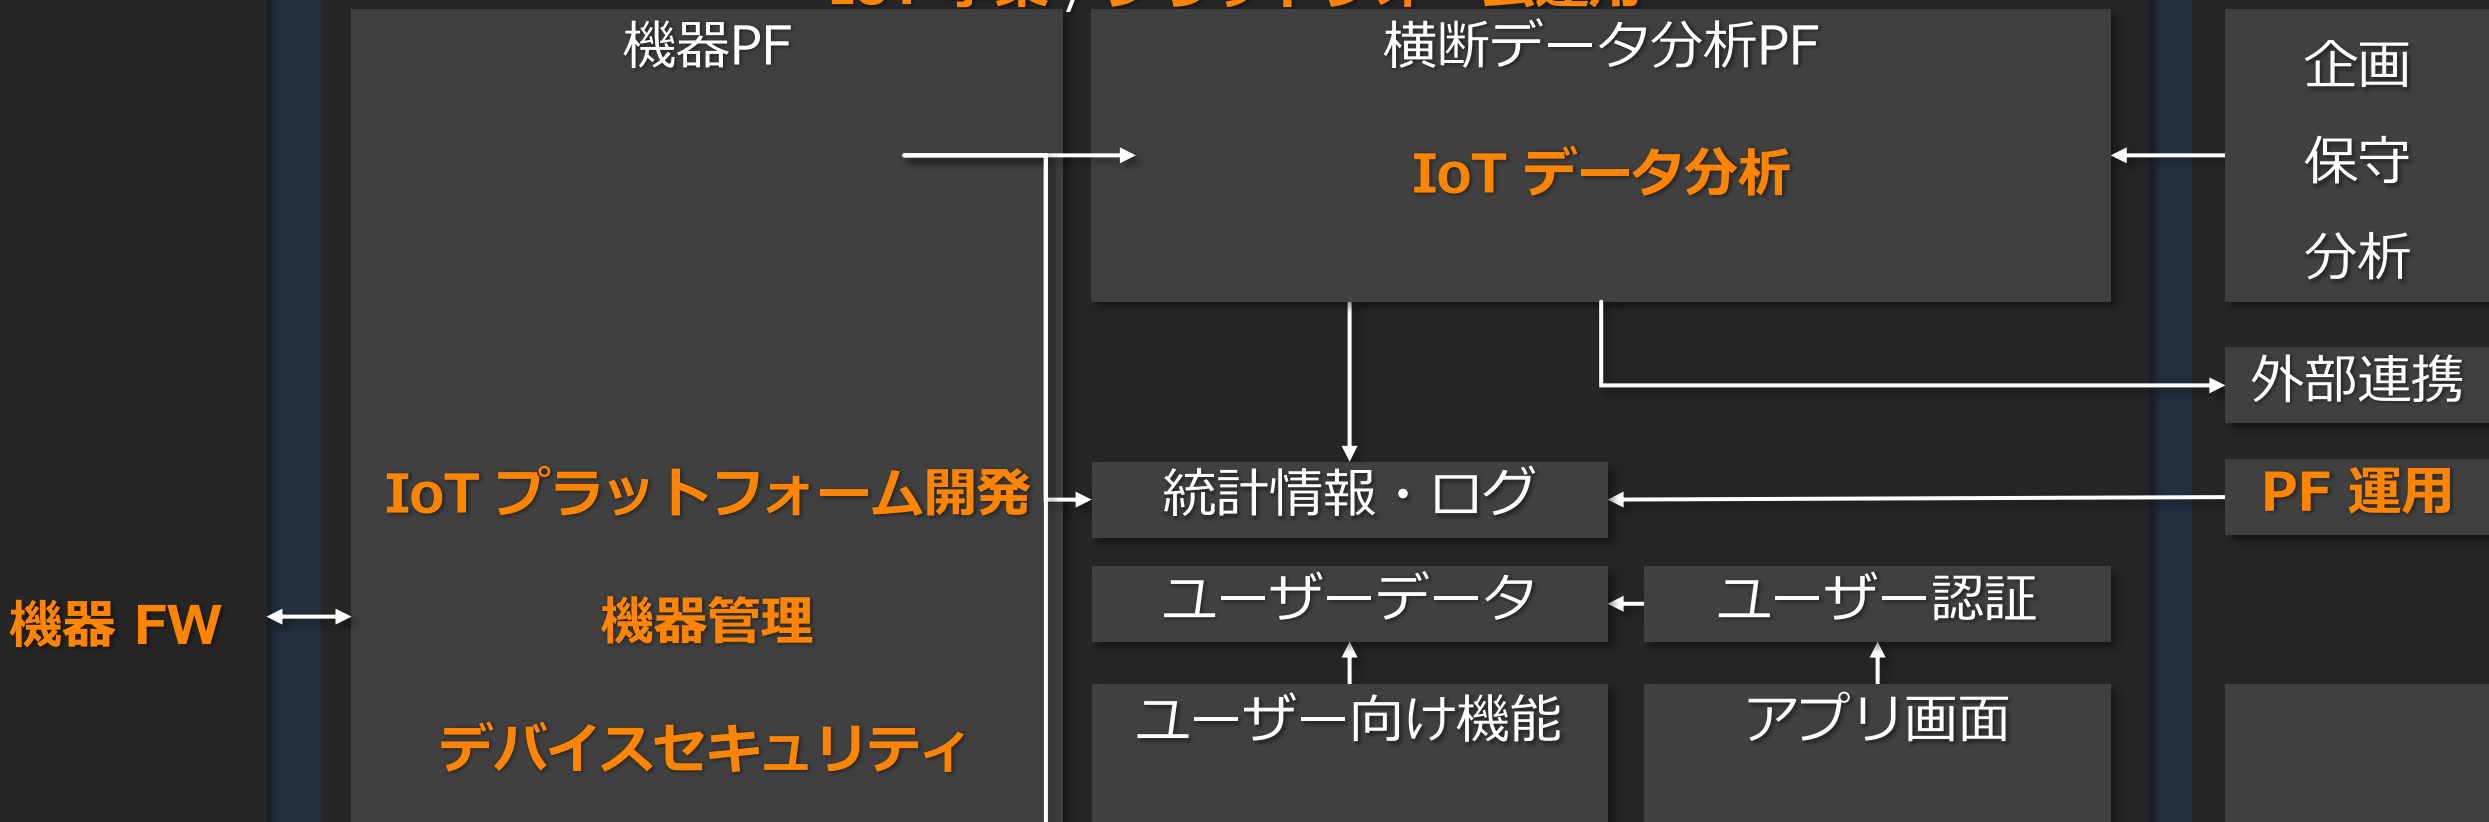 機器PF
横断データ分析PF
企画
保守
分析
IoT データ分析
外部連携
IoT プラットフォーム開発
統計情報・ログ
PF 運用
機器 FW
機器管理
ユーザーデータ
ユーザー認証
デバイスセキュリティ
ユーザー向け機能
アプリ画面